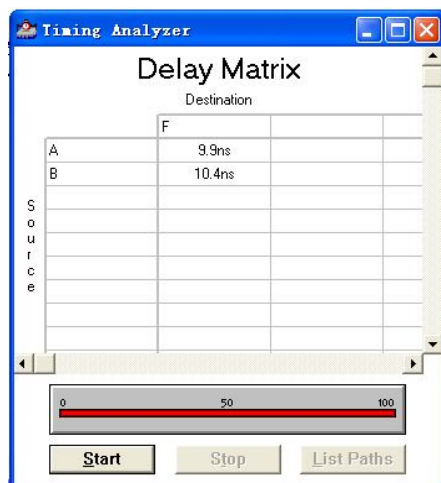 Timing Analyzer
Delay Matrix
Destination
F
A 9.9ns
B 10.4ns
Source
0 50 100
Start Stop List Paths